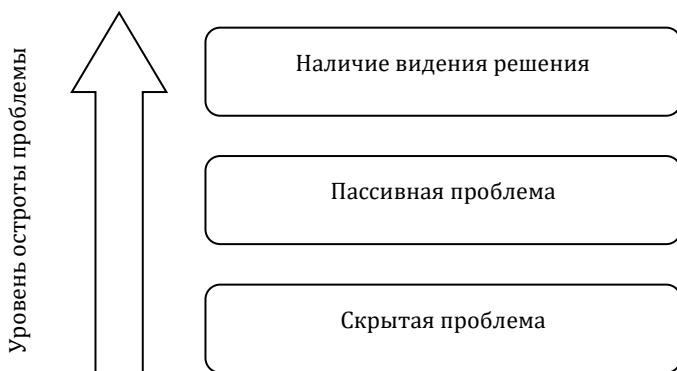 Уровень остроты проблемы
Наличие видения решения
Пассивная проблема
Скрытая проблема